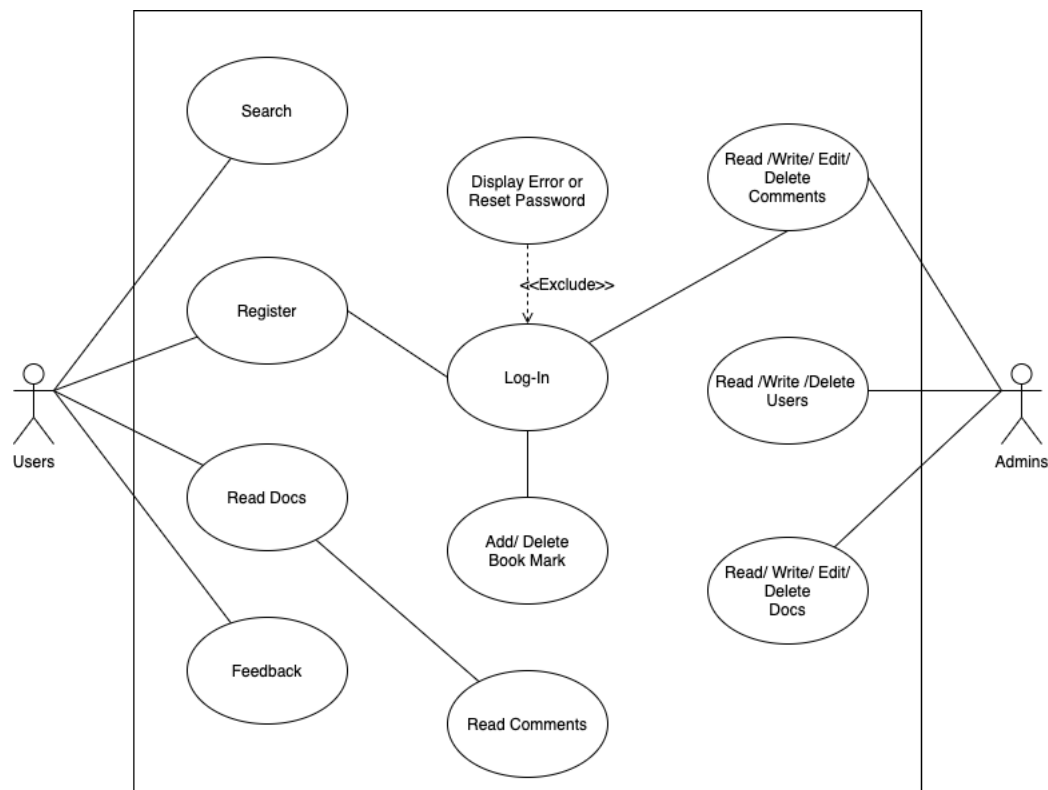 Search
Display Error or
Reset Password
Read /Write/ Edit/
Delete
Comments
<<Exclude>>
Register
Log-In
Read /Write /Delete
Users
Users
Admins
Read Docs
Add/ Delete
Book Mark
Read/ Write/ Edit/
Delete
Docs
Feedback
Read Comments